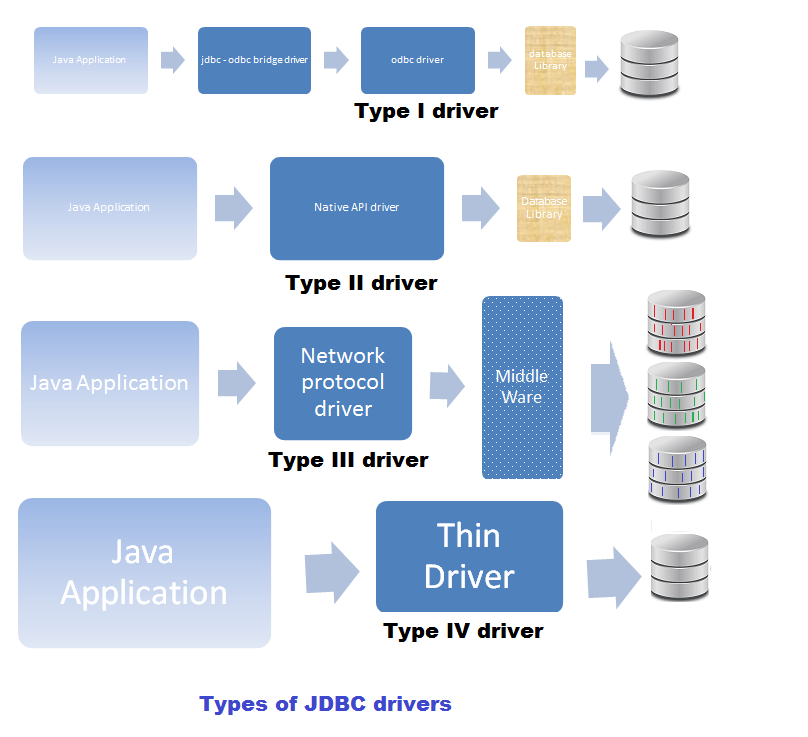 Java Application
jdbc - odbc bridge driver
odbc driver
database
Library
Type I driver
Java Application
Native API driver
Database
Library
Type II driver
Java Application
Network
protocol
driver
Middle
Ware
Type III driver
Java
Application
Thin
Driver
Type IV driver
Types of JDBC drivers